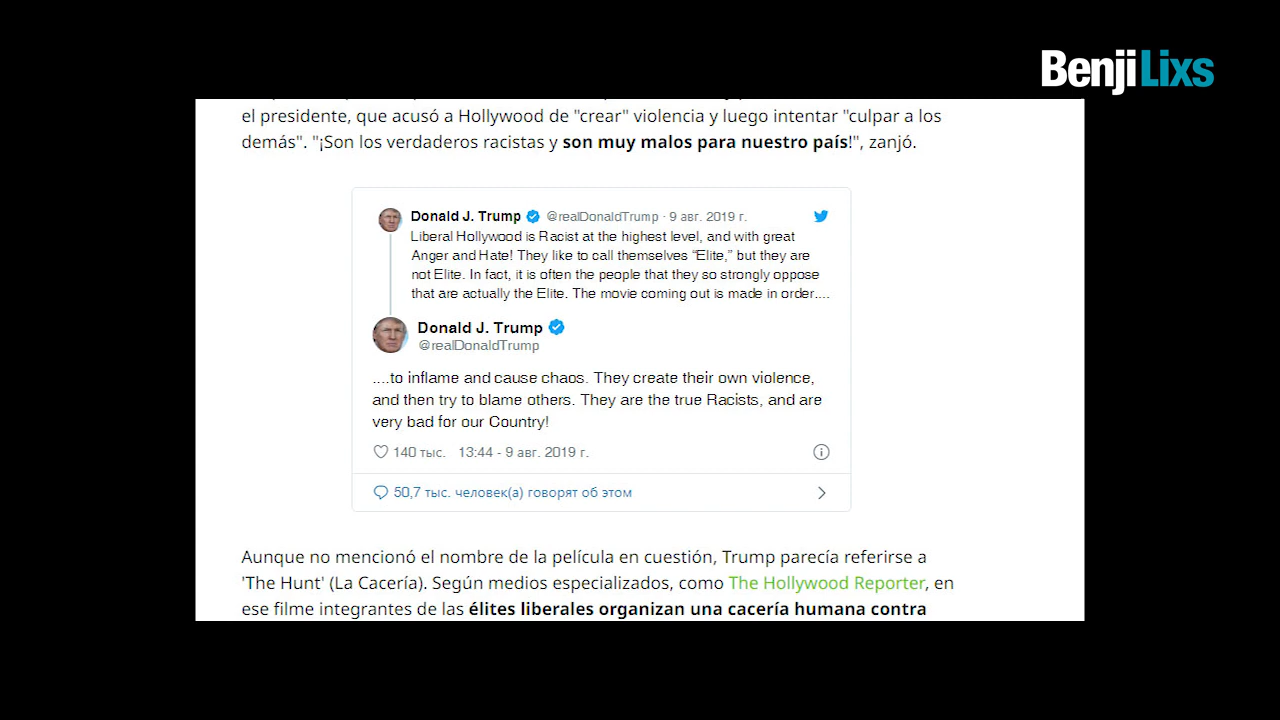 BenjiLixs
el presidente, que acusó a Hollywood de "crear" violencia y luego intentar "culpar a los
demás". "¡Son los verdaderos racistas y son muy malos para nuestro país!", zanjó.
Donald J. Trump @realDonaldTrump · 9 авг. 2019 г.
Liberal Hollywood is Racist at the highest level, and with great
Anger and Hate! They like to call themselves “Elite,” but they are
not Elite. In fact, it is often the people that they so strongly oppose
that are actually the Elite. The movie coming out is made in order....
Donald J. Trump
@realDonaldTrump
....to inflame and cause chaos. They create their own violence,
and then try to blame others. They are the true Racists, and are
very bad for our Country!
140 тыс. 13:44 - 9 авг. 2019 г.
50,7 тыс. человек(а) говорят об этом
Aunque no mencionó el nombre de la película en cuestión, Trump parecía referirse a
'The Hunt' (La Cacería). Según medios especializados, como The Hollywood Reporter, en
ese filme integrantes de las élites liberales organizan una cacería humana contra